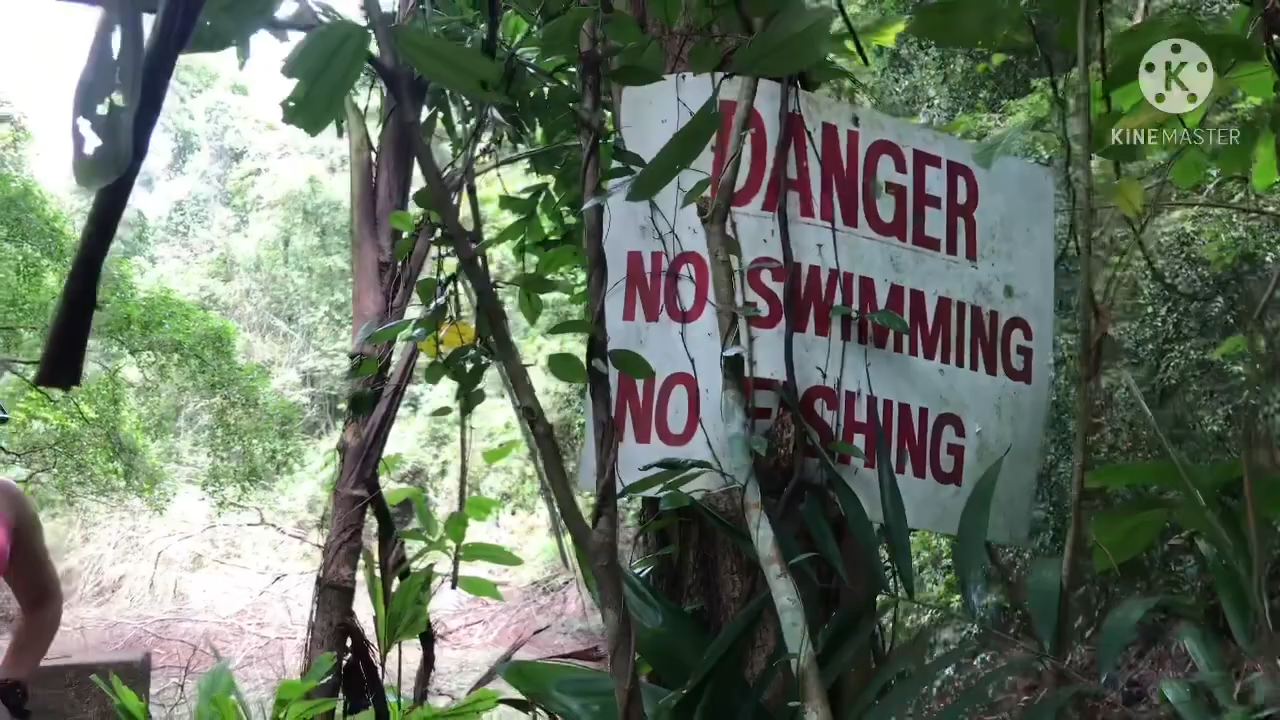 K
KINEMASTER
DANGER
NO SWIMMING
NO FISHING